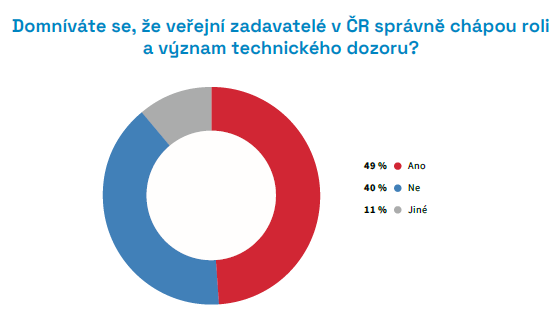 Domníváte se, že veřejní zadavatelé v ČR správně chápou roli
a význam technického dozoru?
49 % Ano
40 % Ne
11 % Jiné